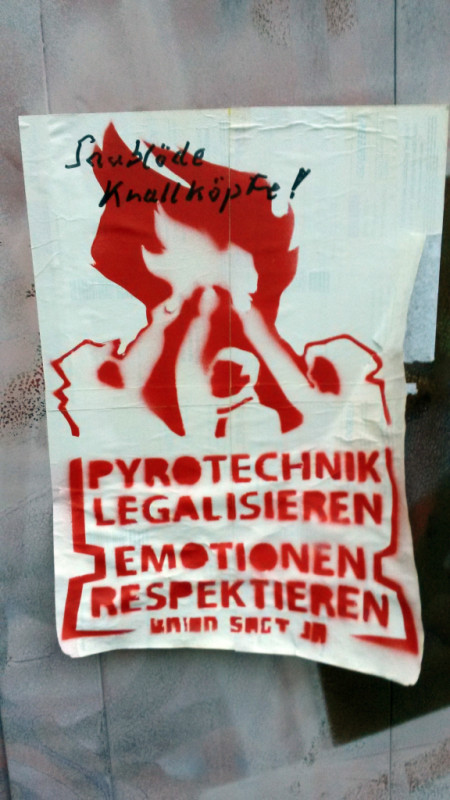 Saublöde
Knallköpfe!
PYROTECHNIK
LEGALISIEREN
EMOTIONEN
RESPEKTIEREN
UNION SAGT JA